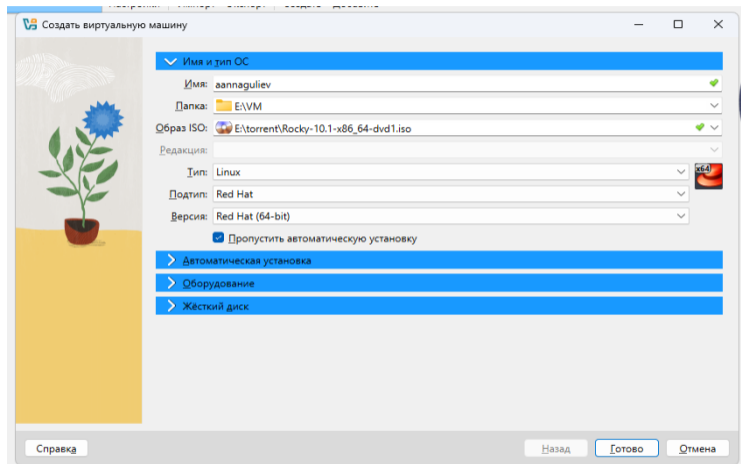 Создать виртуальную машину
Имя и тип ОС
Имя: aannaguliev
Папка: E:\VM
Образ ISO: E:\torrent\Rocky-10.1-x86_64-dvd1.iso
Редакция:
Тип: Linux
x64
Подтип: Red Hat
Версия: Red Hat (64-bit)
Пропустить автоматическую установку
Автоматическая установка
Оборудование
Жёсткий диск
Справка Назад Готово Отмена